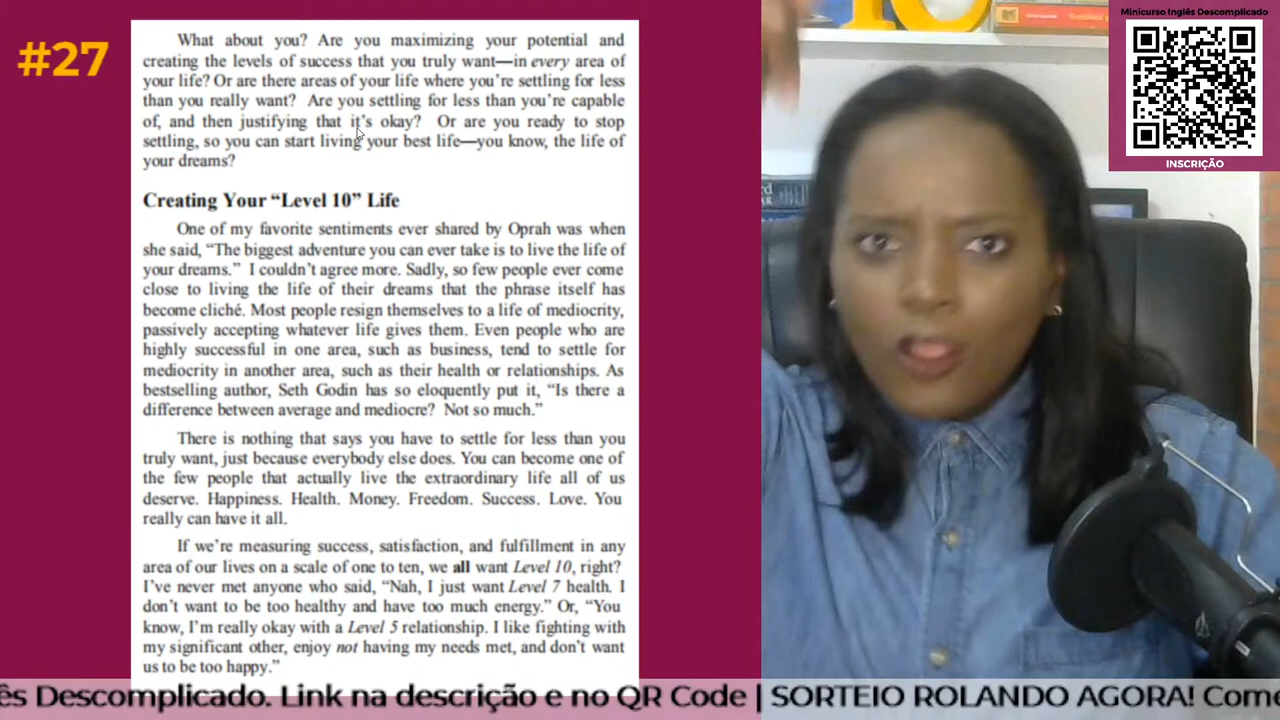 #27
What about you? Are you maximizing your potential and
creating the levels of success that you truly want—in every area of
your life? Or are there areas of your life where you're settling for less
than you really want? Are you settling for less than you're capable
of, and then justifying that it's okay? Or are you ready to stop
settling, so you can start living your best life—you know, the life of
your dreams?
Creating Your “Level 10” Life
One of my favorite sentiments ever shared by Oprah was when
she said, “The biggest adventure you can ever take is to live the life of
your dreams.” I couldn't agree more. Sadly, so few people ever come
close to living the life of their dreams that the phrase itself has
become cliché. Most people resign themselves to a life of mediocrity,
passively accepting whatever life gives them. Even people who are
highly successful in one area, such as business, tend to settle for
mediocrity in another area, such as their health or relationships. As
bestselling author, Seth Godin has so eloquently put it, “Is there a
difference between average and mediocre? Not so much.”
There is nothing that says you have to settle for less than you
truly want, just because everybody else does. You can become one of
the few people that actually live the extraordinary life all of us
deserve. Happiness. Health. Money. Freedom. Success. Love. You
really can have it all.
If we're measuring success, satisfaction, and fulfillment in any
area of our lives on a scale of one to ten, we all want Level 10, right?
I've never met anyone who said, “Nah, I just want Level 7 health. I
don't want to be too healthy and have too much energy.” Or, “You
know, I'm really okay with a Level 5 relationship. I like fighting with
my significant other, enjoy not having my needs met, and don't want
us to be too happy.”
Minicurso Inglês Descomplicado
INSCRIÇÃO
ês Descomplicado. Link na descrição e no QR Code | SORTEIO ROLANDO AGORA! Come